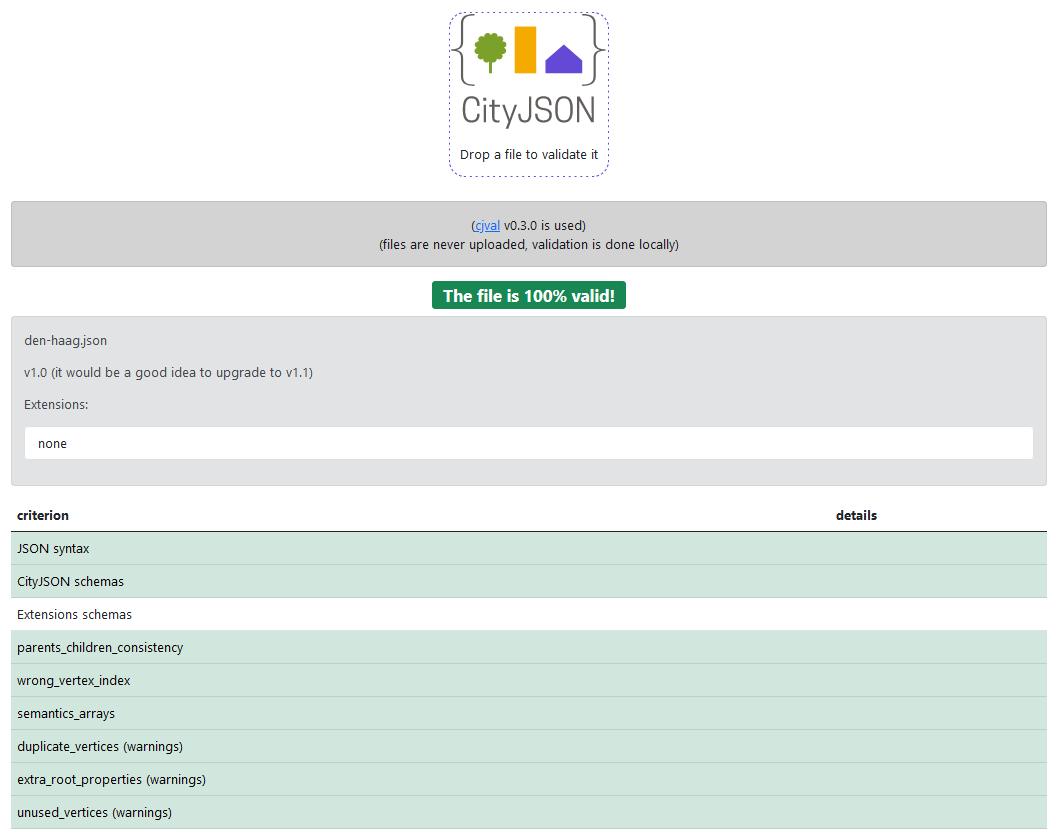 CityJSON
Drop a file to validate it
(cjval v0.3.0 is used)
(files are never uploaded, validation is done locally)
The file is 100% valid!
den-haag.json
v1.0 (it would be a good idea to upgrade to v1.1)
Extensions:
none
criterion details
JSON syntax
CityJSON schemas
Extensions schemas
parents_children_consistency
wrong_vertex_index
semantics_arrays
duplicate_vertices (warnings)
extra_root_properties (warnings)
unused_vertices (warnings)